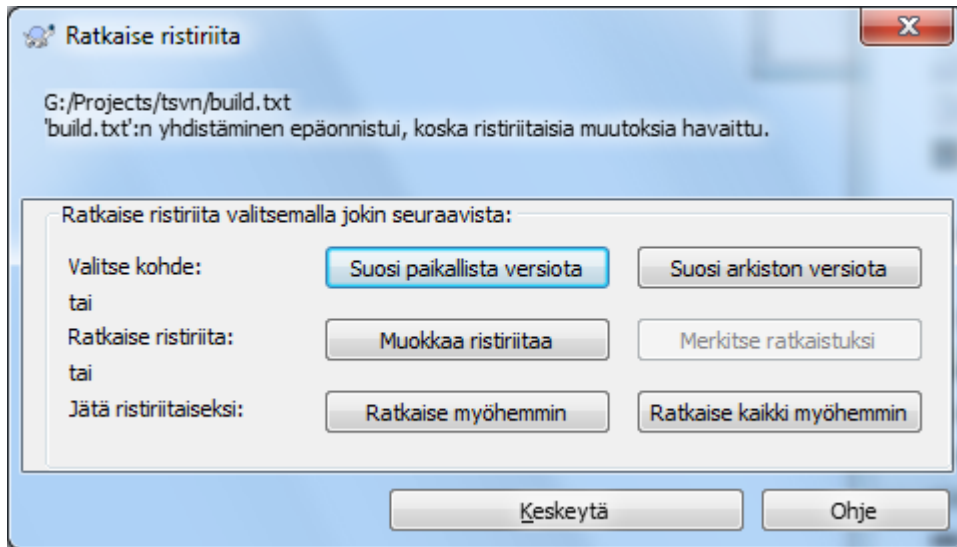 Ratkaise ristiriita
G:/Projects/tsvn/build.txt
'build.txt':n yhdistäminen epäonnistui, koska ristiriitaisia muutoksia havaittu.
Ratkaise ristiriita valitsemalla jokin seuraavista:
Valitse kohde: Suosi paikallista versiota Suosi arkiston versiota
tai
Ratkaise ristiriita: Muokkaa ristiriitaa Merkitse ratkaistuksi
tai
Jätä ristiriitaiseksi: Ratkaise myöhemmin Ratkaise kaikki myöhemmin
Keskeytä Ohje